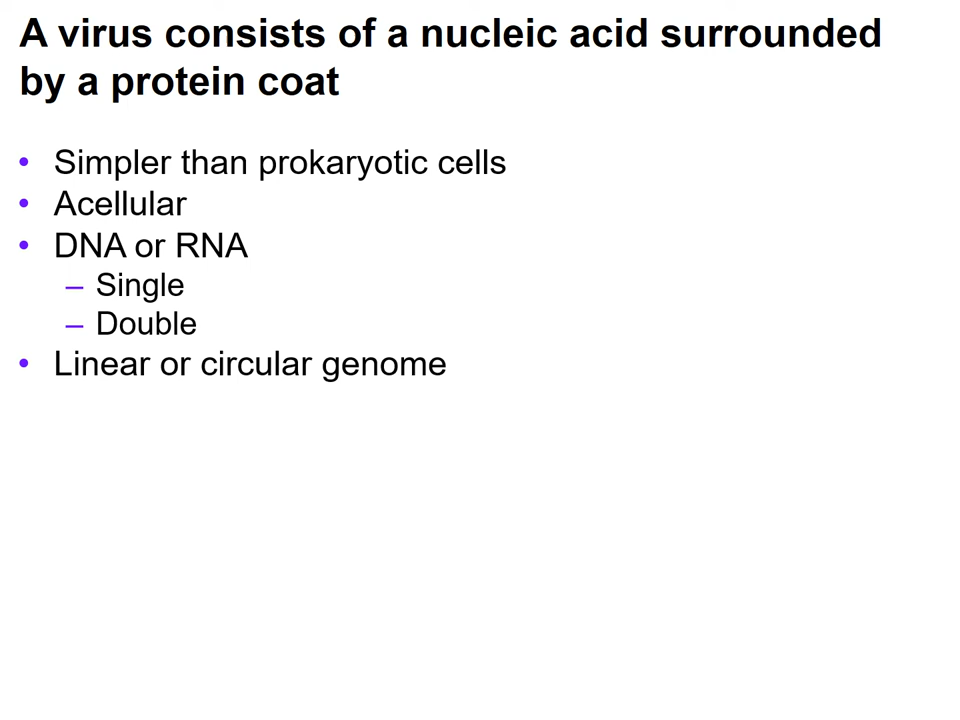 A virus consists of a nucleic acid surrounded
by a protein coat
• Simpler than prokaryotic cells
• Acellular
• DNA or RNA
– Single
– Double
• Linear or circular genome